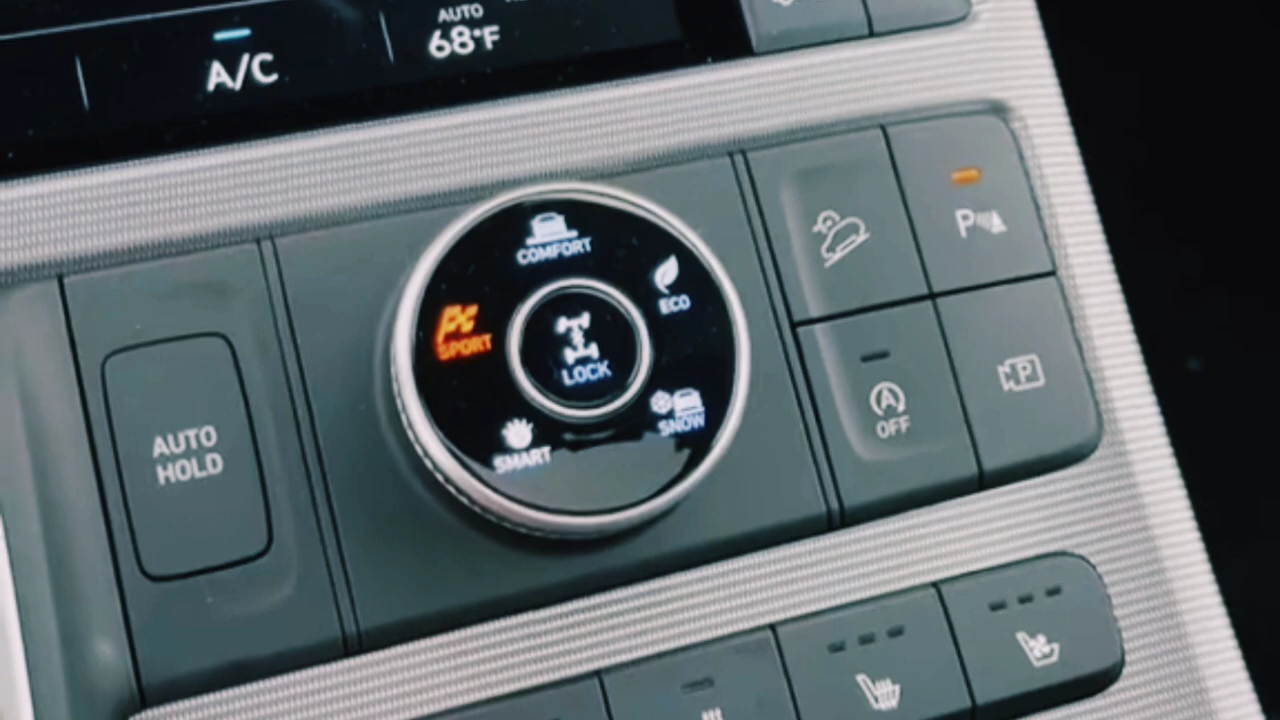 AUTO
A/C
68°F
COMFORT
ECO
SPORT
LOCK
SNOW
SMART
AUTO
HOLD
P
A
OFF
P